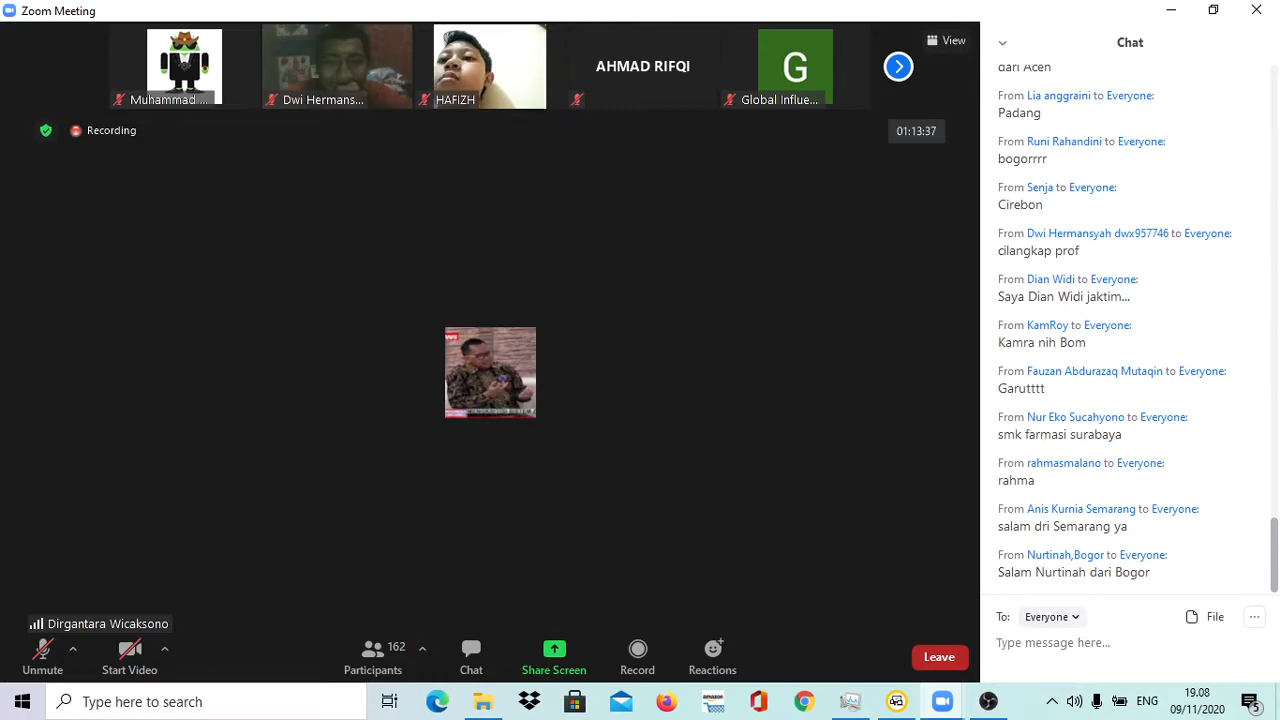 Zoom Meeting
Muhammad ...
Dwi Hermans...
HAFIZH
AHMAD RIFQI
G
Global Influe...
View
Recording
01:13:37
Dirgantara Wicaksono
Unmute
Start Video
162
Participants
Chat
Share Screen
Record
Reactions
Leave
Chat
dari Aceh
From Lia anggraini to Everyone:
Padang
From Runi Rahandini to Everyone:
bogorrrr
From Senja to Everyone:
Cirebon
From Dwi Hermansyah dwx957746 to Everyone:
cilangkap prof
From Dian Widi to Everyone:
Saya Dian Widi jaktim...
From KamRoy to Everyone:
Kamra nih Bom
From Fauzan Abdurazaq Mutaqin to Everyone:
Garutttt
From Nur Eko Sucahyono to Everyone:
smk farmasi surabaya
From rahmasmalano to Everyone:
rahma
From Anis Kurnia Semarang to Everyone:
salam dri Semarang ya
From Nurtinah,Bogor to Everyone:
Salam Nurtinah dari Bogor
To: Everyone
File
Type message here...
Type here to search
amazon
ENG
19.08
09/11/2020
5